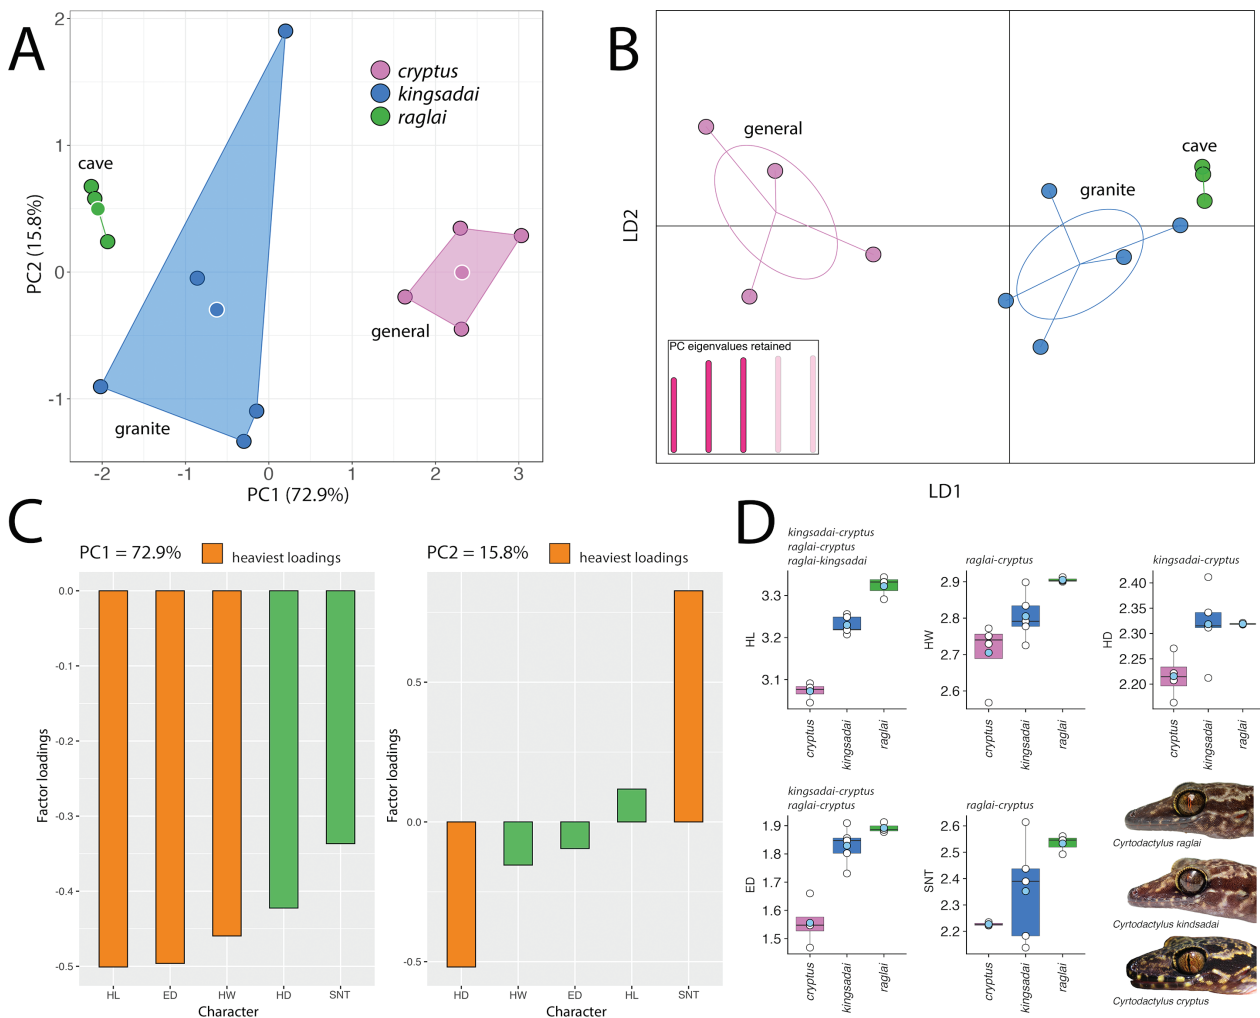 A
2
1
0
-1
-2
-1
0
1
2
3
PC2 (15.8%)
PC1 (72.9%)
cryptus
kingsadai
raglai
cave
general
granite
B
general
cave
granite
LD2
LD1
PC eigenvalues retained
C
PC1 = 72.9%
heaviest loadings
0.0
-0.1
-0.2
-0.3
-0.4
-0.5
Factor loadings
HL ED HW HD SNT
Character
PC2 = 15.8%
heaviest loadings
0.5
0.0
-0.5
Factor loadings
HD HW ED HL SNT
Character
D
kingsadai-cryptus
raglai-cryptus
raglai-kingsadai
3.3
3.2
3.1
HL
cryptus
kingsadai
raglai
raglai-cryptus
2.9
2.8
2.7
2.6
HW
cryptus
kingsadai
raglai
kingsadai-cryptus
2.40
2.35
2.30
2.25
2.20
HD
cryptus
kingsadai
raglai
kingsadai-cryptus
raglai-cryptus
1.9
1.8
1.7
1.6
1.5
ED
cryptus
kingsadai
raglai
raglai-cryptus
2.6
2.5
2.4
2.3
2.2
SNT
cryptus
kingsadai
raglai
Cyrtodactylus raglai
Cyrtodactylus kindsadai
Cyrtodactylus cryptus